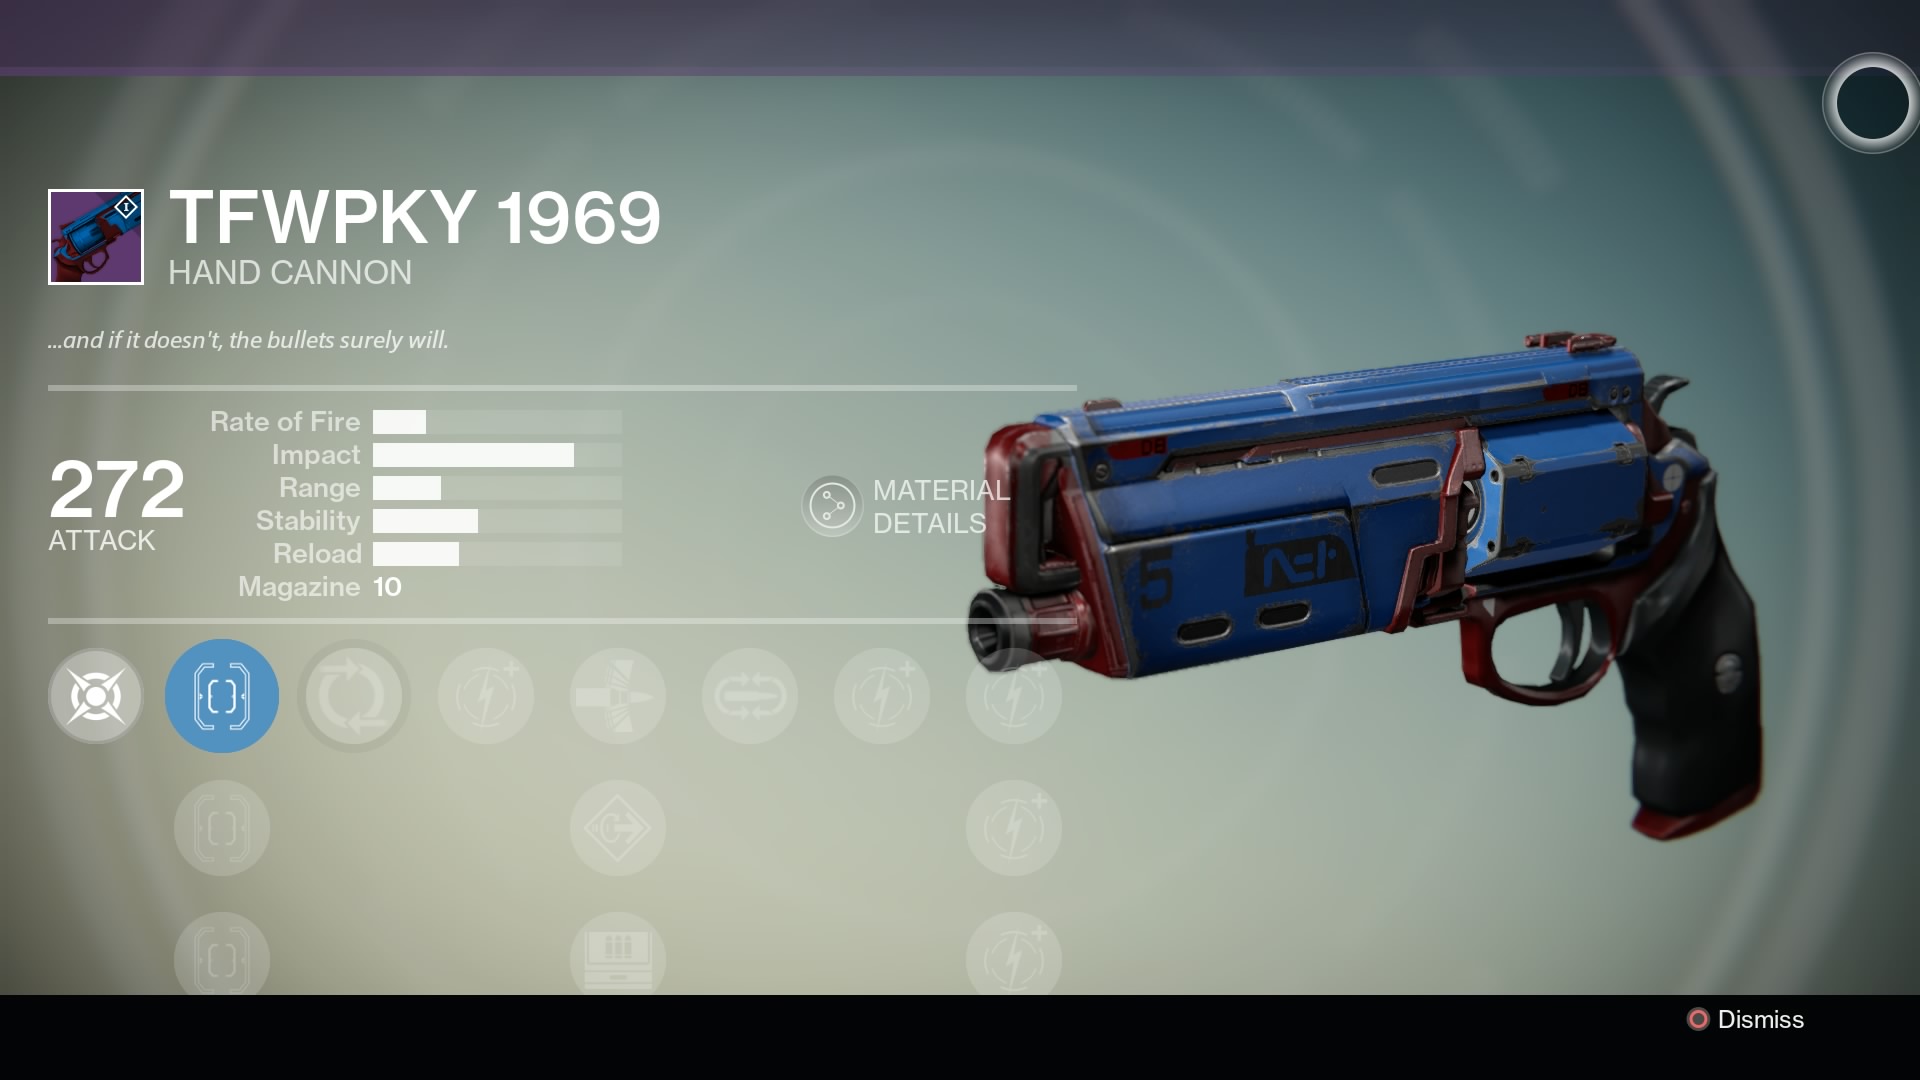 TFWPKY 1969
HAND CANNON
...and if it doesn't, the bullets surely will.
272
ATTACK
Rate of Fire
Impact
Range
Stability
Reload
Magazine 10
MATERIAL
DETAILS
5
Dismiss